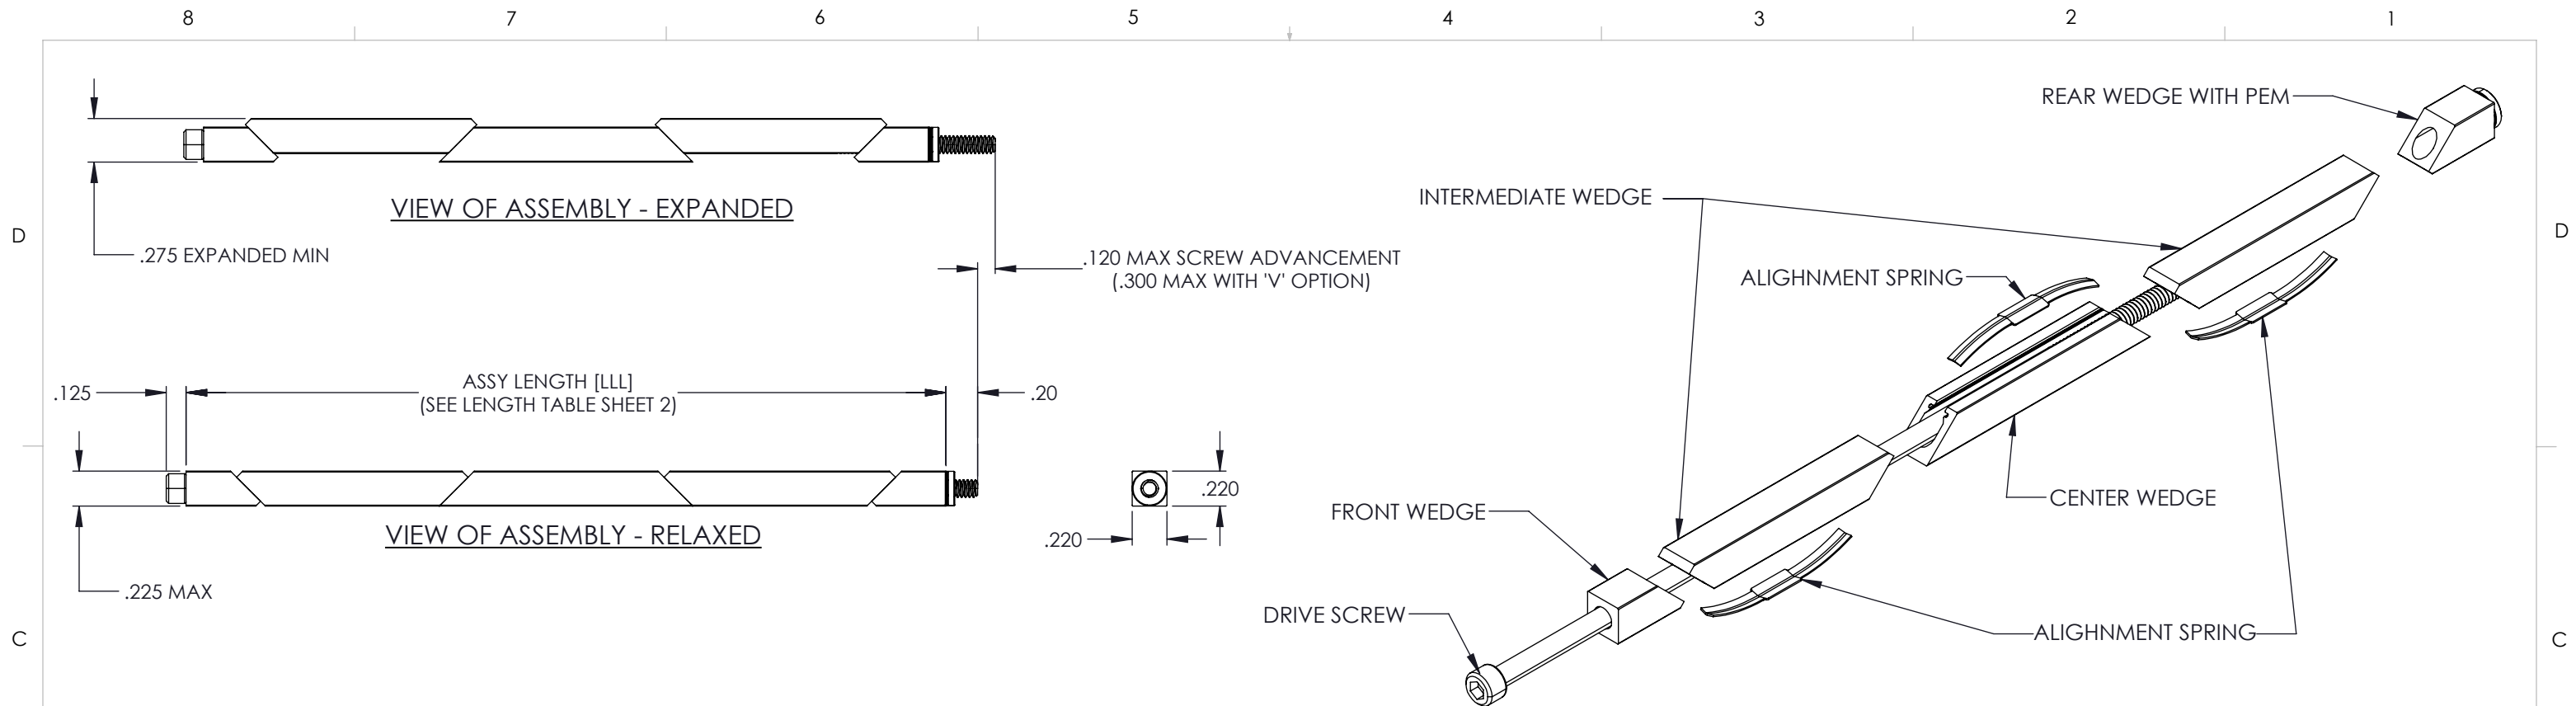 8 7 6 5 4 3 2 1
REAR WEDGE WITH PEM
INTERMEDIATE WEDGE
VIEW OF ASSEMBLY - EXPANDED
D
D
.275 EXPANDED MIN
.120 MAX SCREW ADVANCEMENT
(.300 MAX WITH 'V' OPTION)
ALIGHNMENT SPRING
.125
ASSY LENGTH [LLL]
(SEE LENGTH TABLE SHEET 2)
.20
.220
.220
CENTER WEDGE
FRONT WEDGE
VIEW OF ASSEMBLY - RELAXED
.225 MAX
DRIVE SCREW
ALIGHNMENT SPRING
C
C